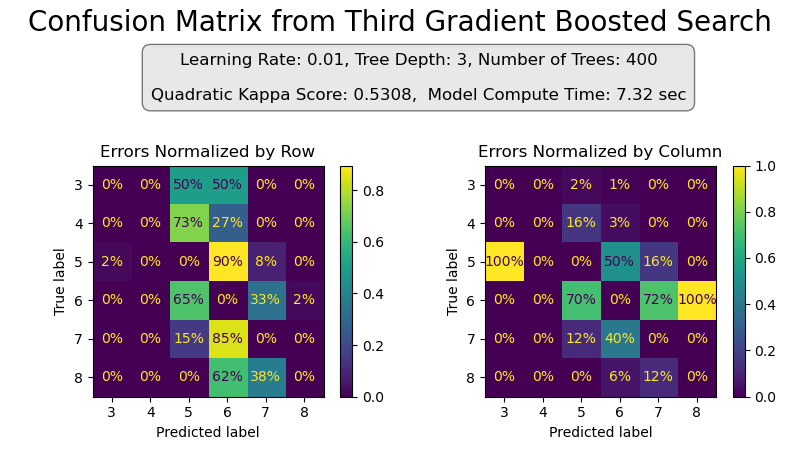 Confusion Matrix from Third Gradient Boosted Search
Learning Rate: 0.01, Tree Depth: 3, Number of Trees: 400
Quadratic Kappa Score: 0.5308,  Model Compute Time: 7.32 sec
Errors Normalized by Row
True label
3 0% 0% 50% 50% 0% 0%
4 0% 0% 73% 27% 0% 0%
5 2% 0% 0% 90% 8% 0%
6 0% 0% 65% 0% 33% 2%
7 0% 0% 15% 85% 0% 0%
8 0% 0% 0% 62% 38% 0%
3 4 5 6 7 8
Predicted label
0.8
0.6
0.4
0.2
0.0
Errors Normalized by Column
True label
3 0% 0% 2% 1% 0% 0%
4 0% 0% 16% 3% 0% 0%
5 100% 0% 0% 50% 16% 0%
6 0% 0% 70% 0% 72% 100%
7 0% 0% 12% 40% 0% 0%
8 0% 0% 0% 6% 12% 0%
3 4 5 6 7 8
Predicted label
1.0
0.8
0.6
0.4
0.2
0.0